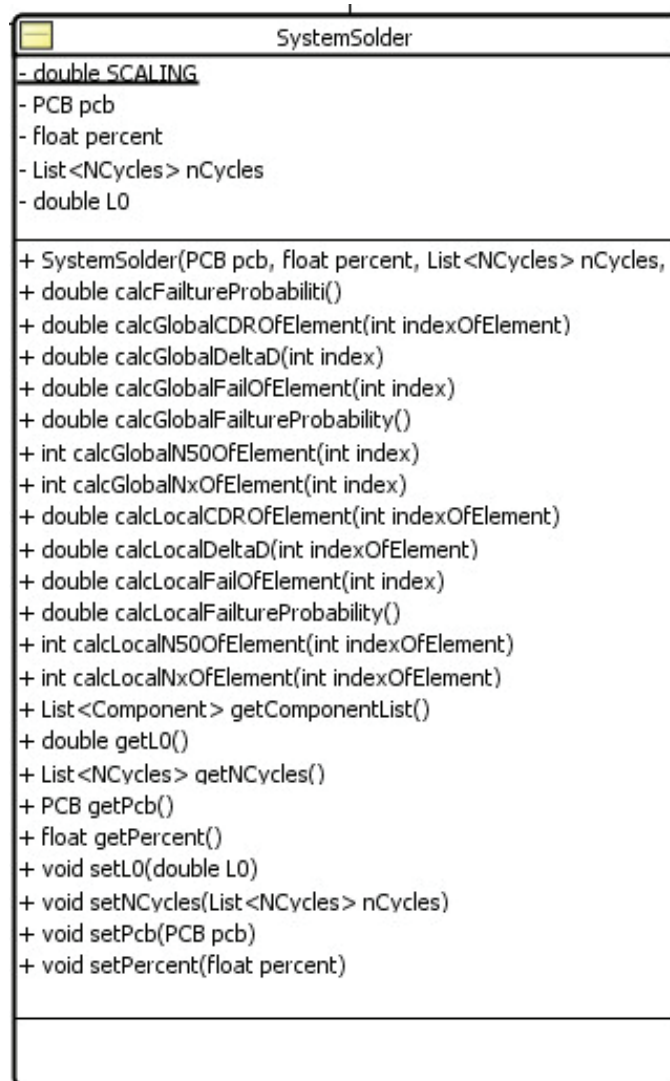 SystemSolder
- double SCALING
- PCB pcb
- float percent
- List<NCycles> nCycles
- double L0
+ SystemSolder(PCB pcb, float percent, List<NCycles> nCycles,
+ double calcFailtureProbabiliti()
+ double calcGlobalCDROfElement(int indexOfElement)
+ double calcGlobalDeltaD(int index)
+ double calcGlobalFailOfElement(int index)
+ double calcGlobalFailtureProbability()
+ int calcGlobalN50OfElement(int index)
+ int calcGlobalNxOfElement(int index)
+ double calcLocalCDROfElement(int indexOfElement)
+ double calcLocalDeltaD(int indexOfElement)
+ double calcLocalFailOfElement(int index)
+ double calcLocalFailtureProbability()
+ int calcLocalN50OfElement(int indexOfElement)
+ int calcLocalNxOfElement(int indexOfElement)
+ List<Component> getComponentList()
+ double getL0()
+ List<NCycles> getNCycles()
+ PCB getPcb()
+ float getPercent()
+ void setL0(double L0)
+ void setNCycles(List<NCycles> nCycles)
+ void setPcb(PCB pcb)
+ void setPercent(float percent)